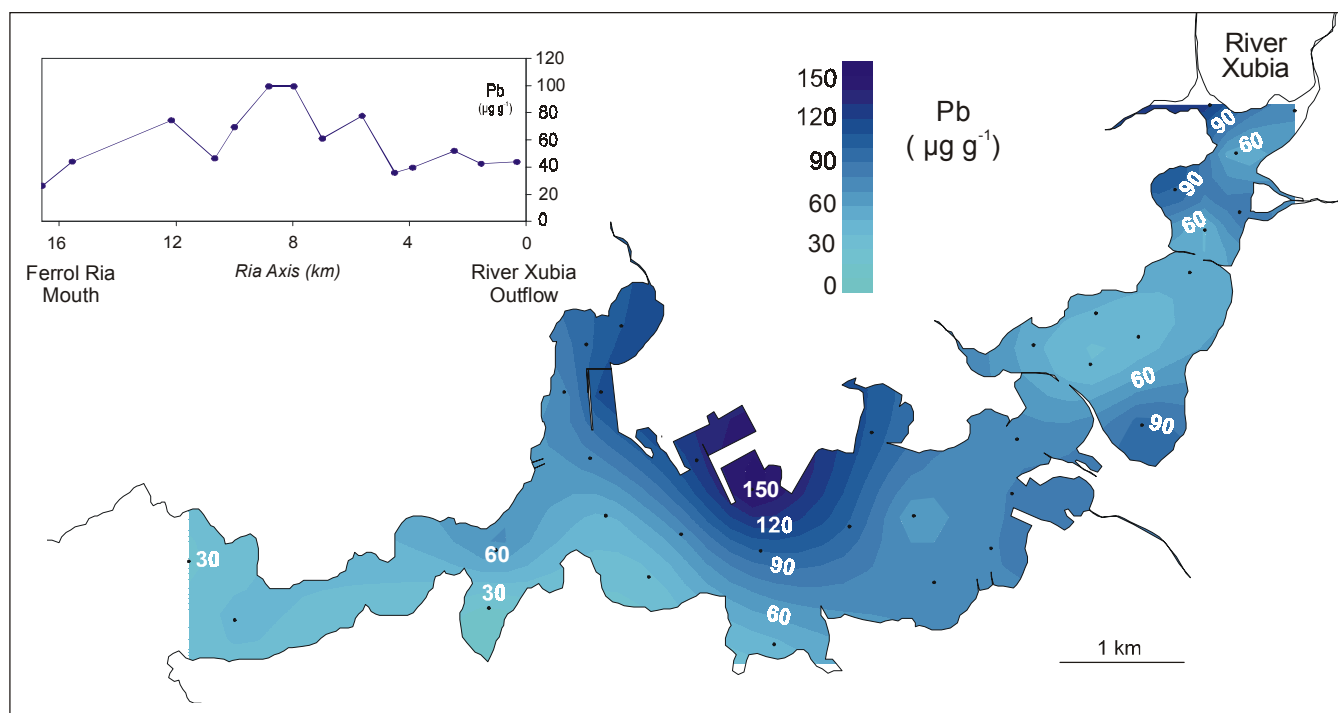 120
100
80
60
40
20
0
Pb
(µg g-1)
16
12
8
4
0
Ferrol Ria
Mouth
Ria Axis (km)
River Xubia
Outflow
150
120
90
60
30
0
Pb
( µg g-1)
River
Xubia
90
60
90
60
60
90
150
120
90
60
30
60
30
1 km